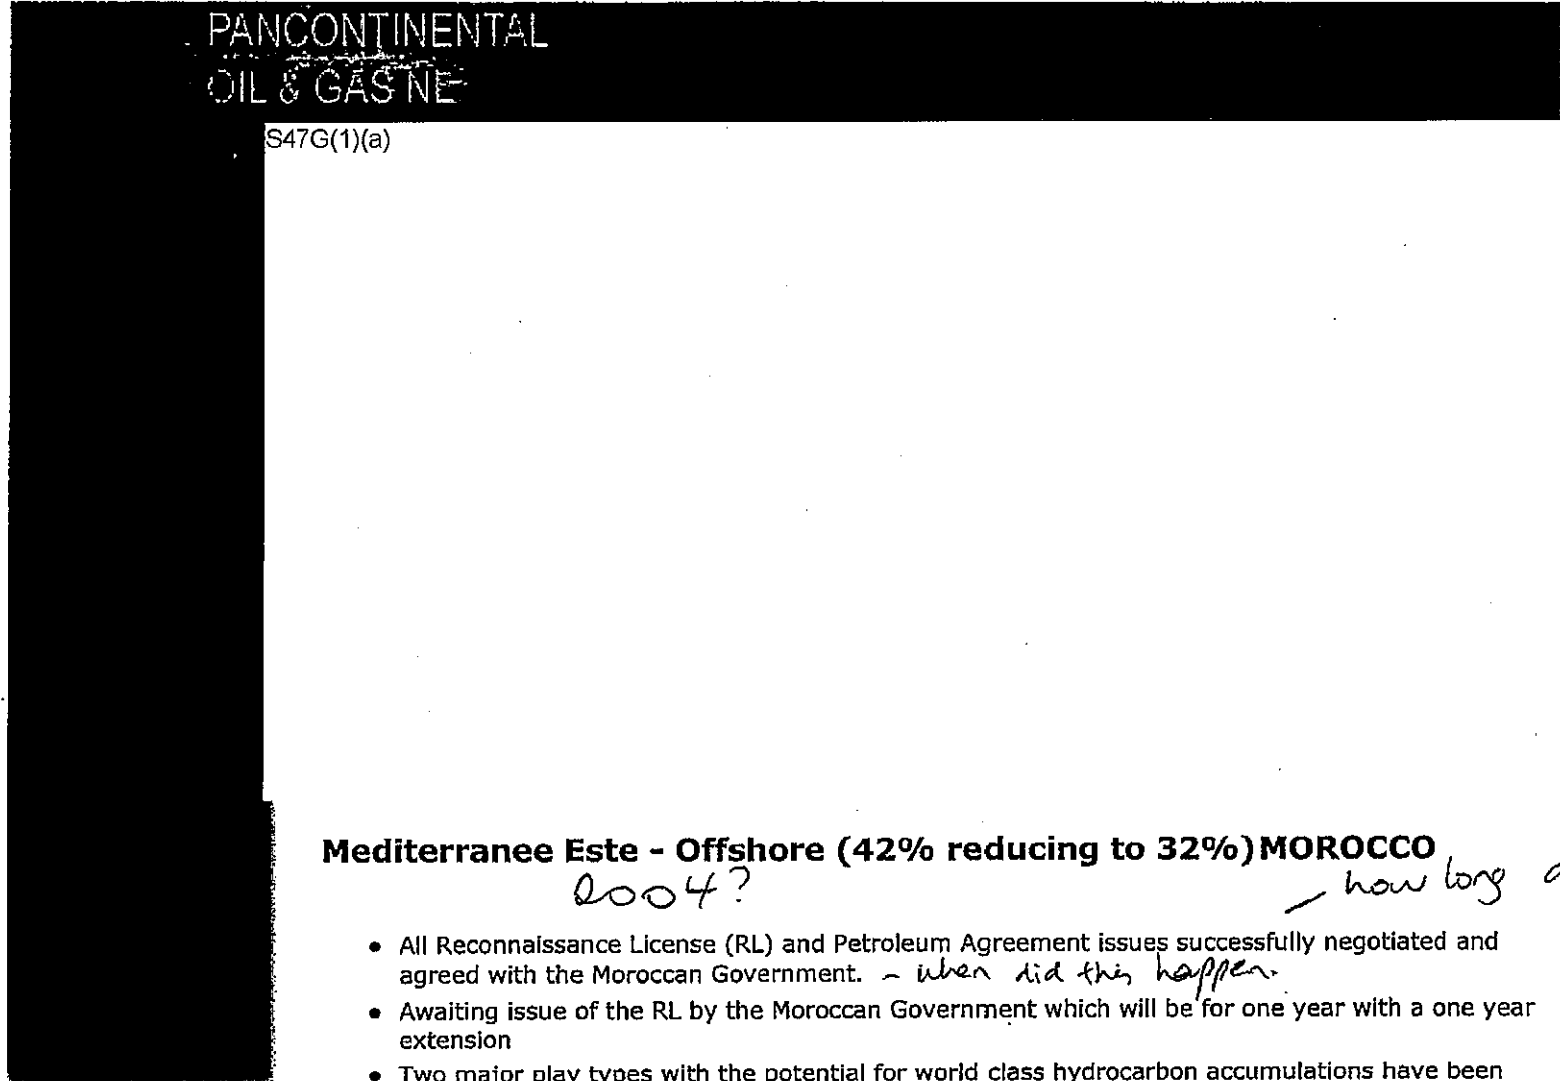 PANCONTINENTAL
OIL & GAS NE
S47G(1)(a)
Mediterranee Este - Offshore (42% reducing to 32%)MOROCCO
2004?
– how long
• All Reconnaissance License (RL) and Petroleum Agreement issues successfully negotiated and
agreed with the Moroccan Government. – when did this happen.
• Awaiting issue of the RL by the Moroccan Government which will be for one year with a one year
extension
• Two major play types with the potential for world class hydrocarbon accumulations have been